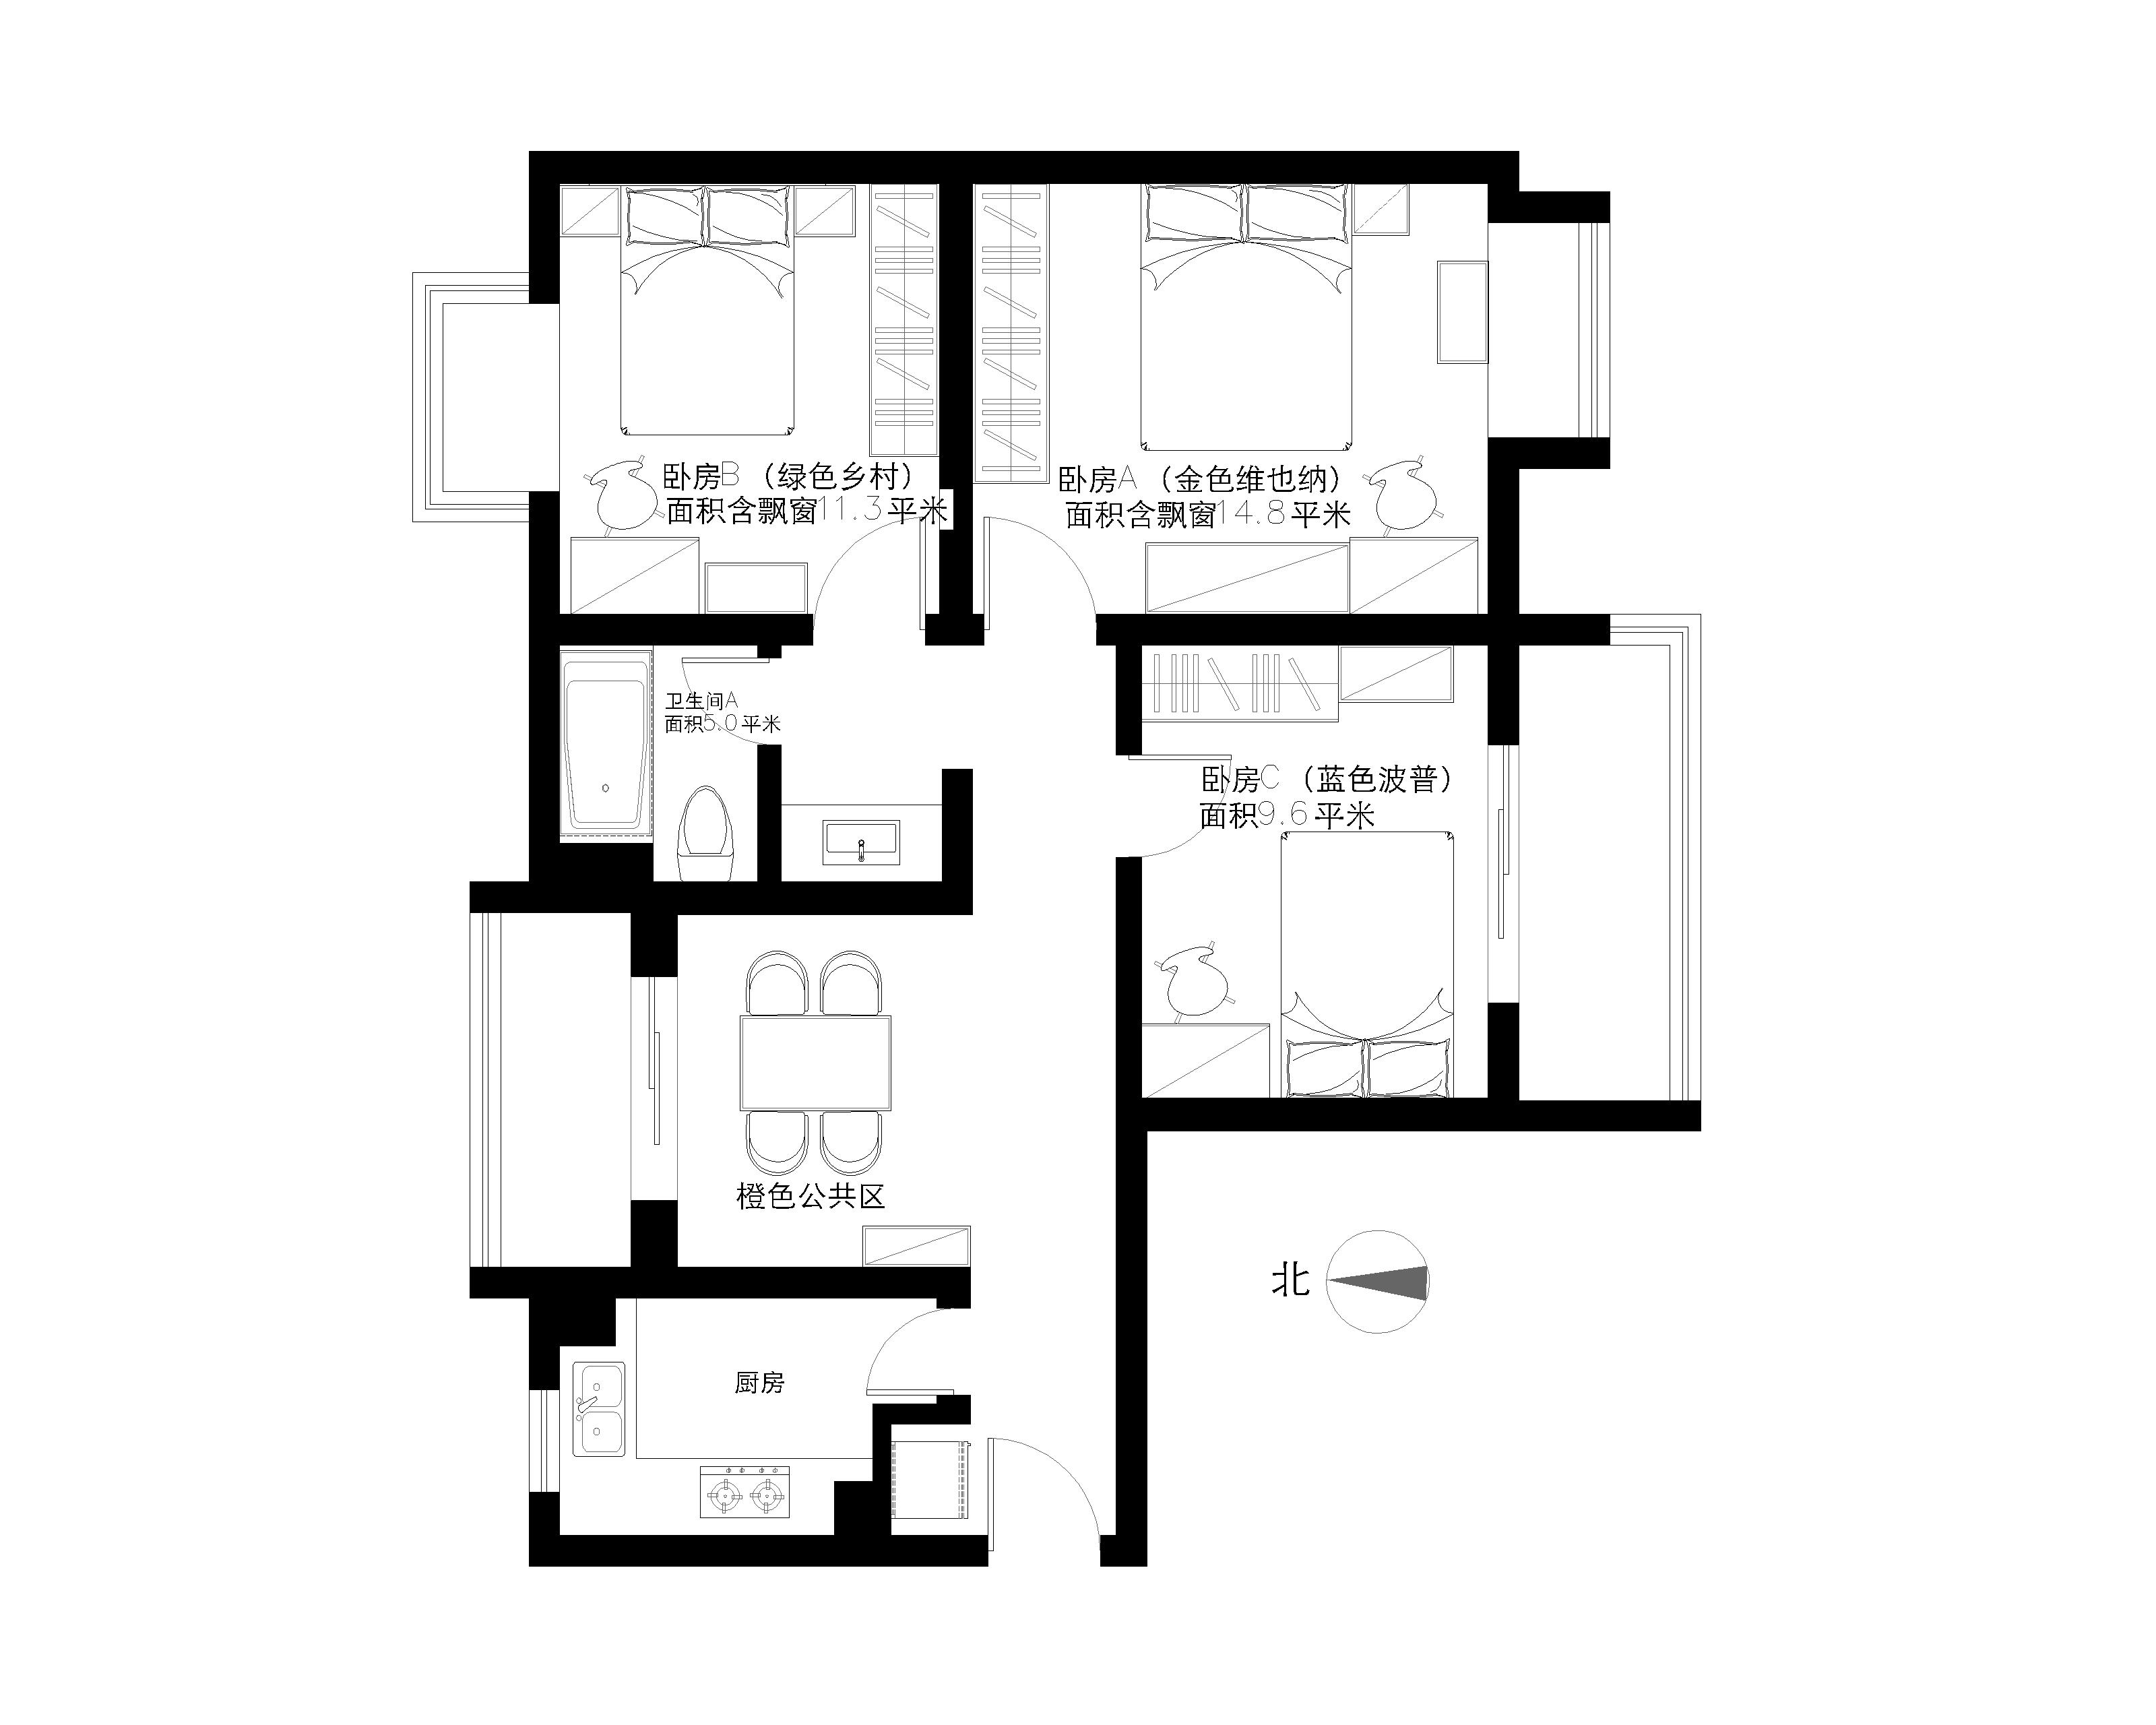 卧房B（绿色乡村）
面积含飘窗11.3平米
卧房A（金色维也纳）
面积含飘窗14.8平米
卫生间A
面积5.0平米
卧房C（蓝色波普）
面积9.6平米
橙色公共区
北
厨房